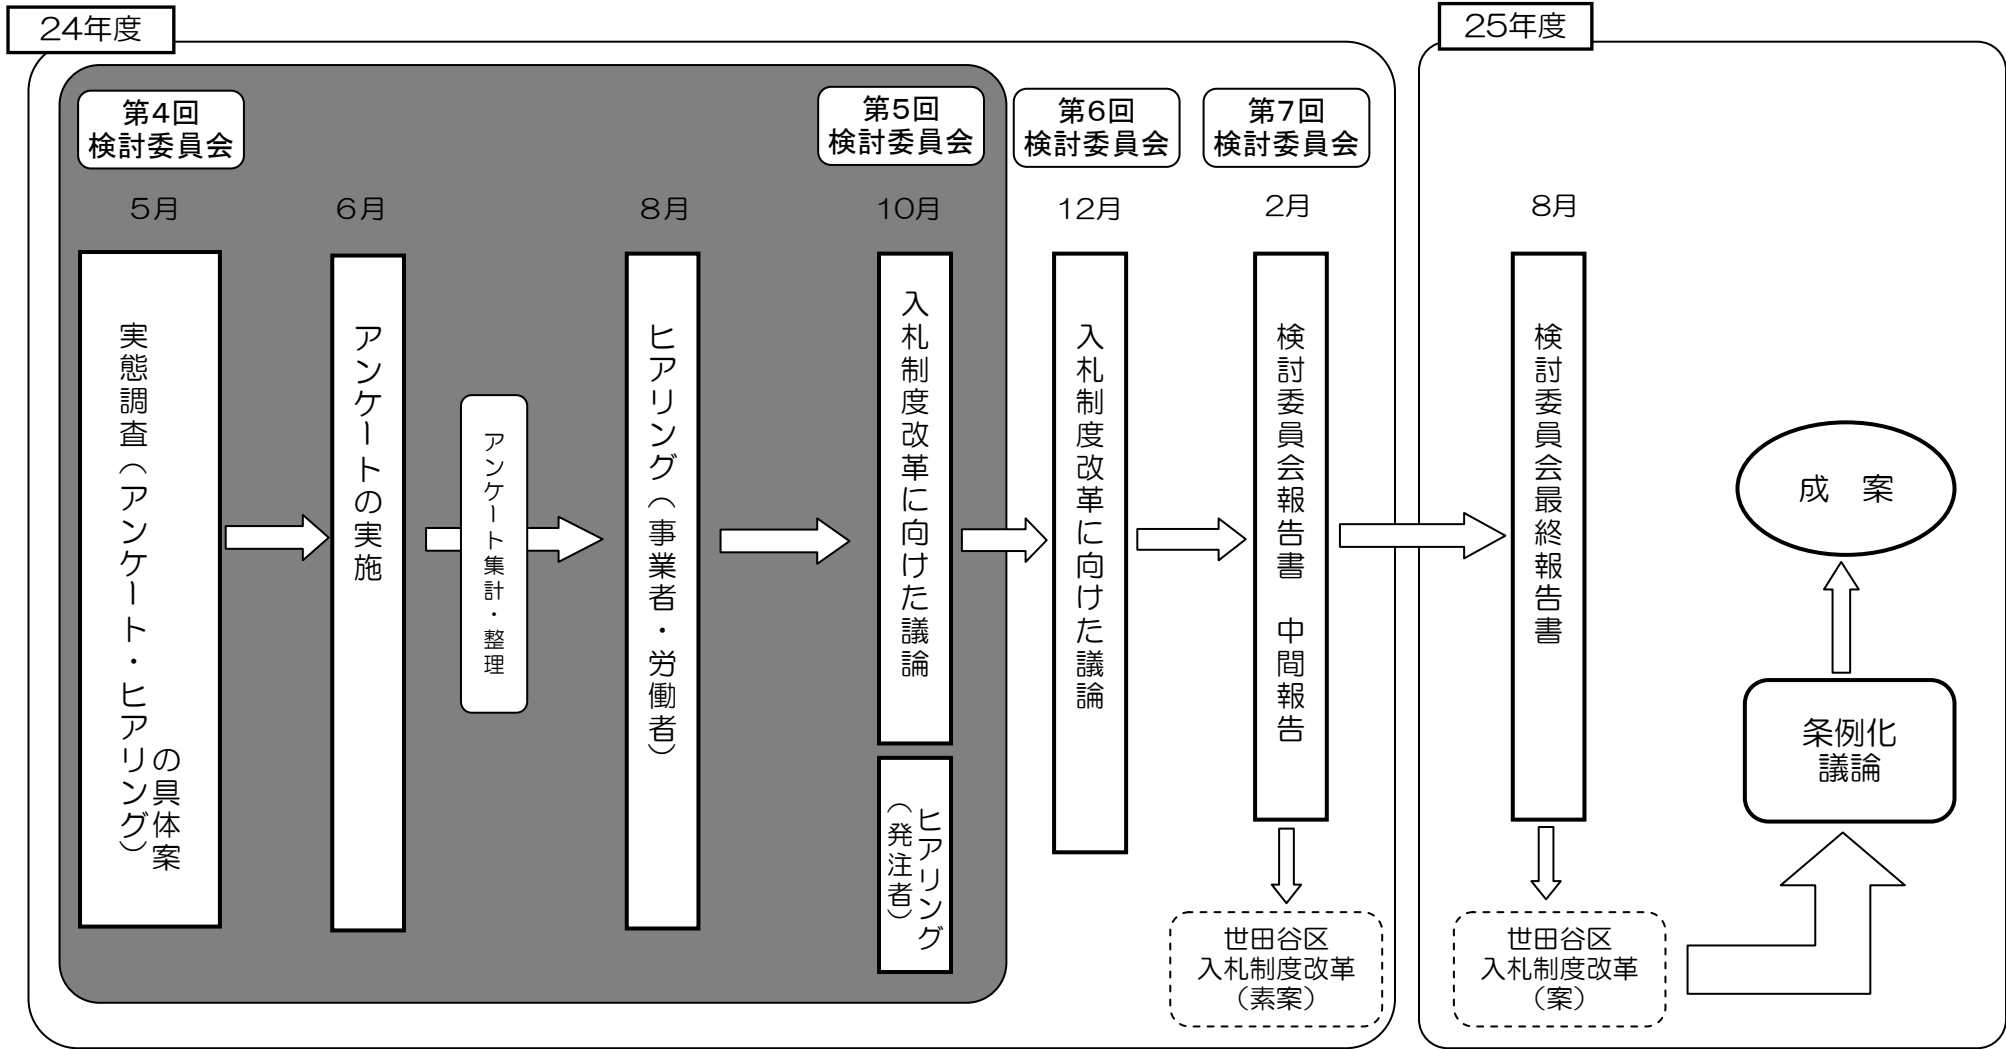 24年度
25年度
第4回
検討委員会
第5回
検討委員会
第6回
検討委員会
第7回
検討委員会
5月
6月
8月
10月
12月
2月
8月
実態調査（アンケート・ヒアリング）
の具体案
アンケートの実施
アンケート集計・整理
ヒアリング（事業者・労働者）
入札制度改革に向けた議論
ヒアリング
（発注者）
入札制度改革に向けた議論
検討委員会報告書　中間報告
世田谷区
入札制度改革
（素案）
検討委員会最終報告書
世田谷区
入札制度改革
（案）
条例化
議論
成　案